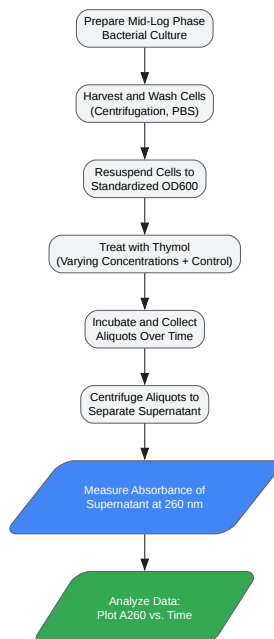 Prepare Mid-Log Phase
Bacterial Culture
Harvest and Wash Cells
(Centrifugation, PBS)
Resuspend Cells to
Standardized OD600
Treat with Thymol
(Varying Concentrations + Control)
Incubate and Collect
Aliquots Over Time
Centrifuge Aliquots to
Separate Supernatant
Measure Absorbance of
Supernatant at 260 nm
Analyze Data:
Plot A260 vs. Time